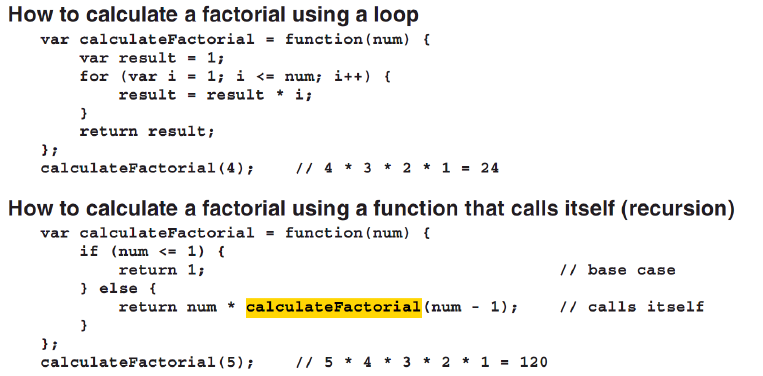 How to calculate a factorial using a loop
var calculateFactorial = function(num) {
    var result = 1;
    for (var i = 1; i <= num; i++) {
        result = result * i;
    }
    return result;
};
calculateFactorial(4);    // 4 * 3 * 2 * 1 = 24
How to calculate a factorial using a function that calls itself (recursion)
var calculateFactorial = function(num) {
    if (num <= 1) {
        return 1;                                    // base case
    } else {
        return num * calculateFactorial(num - 1);    // calls itself
    }
};
calculateFactorial(5);    // 5 * 4 * 3 * 2 * 1 = 120